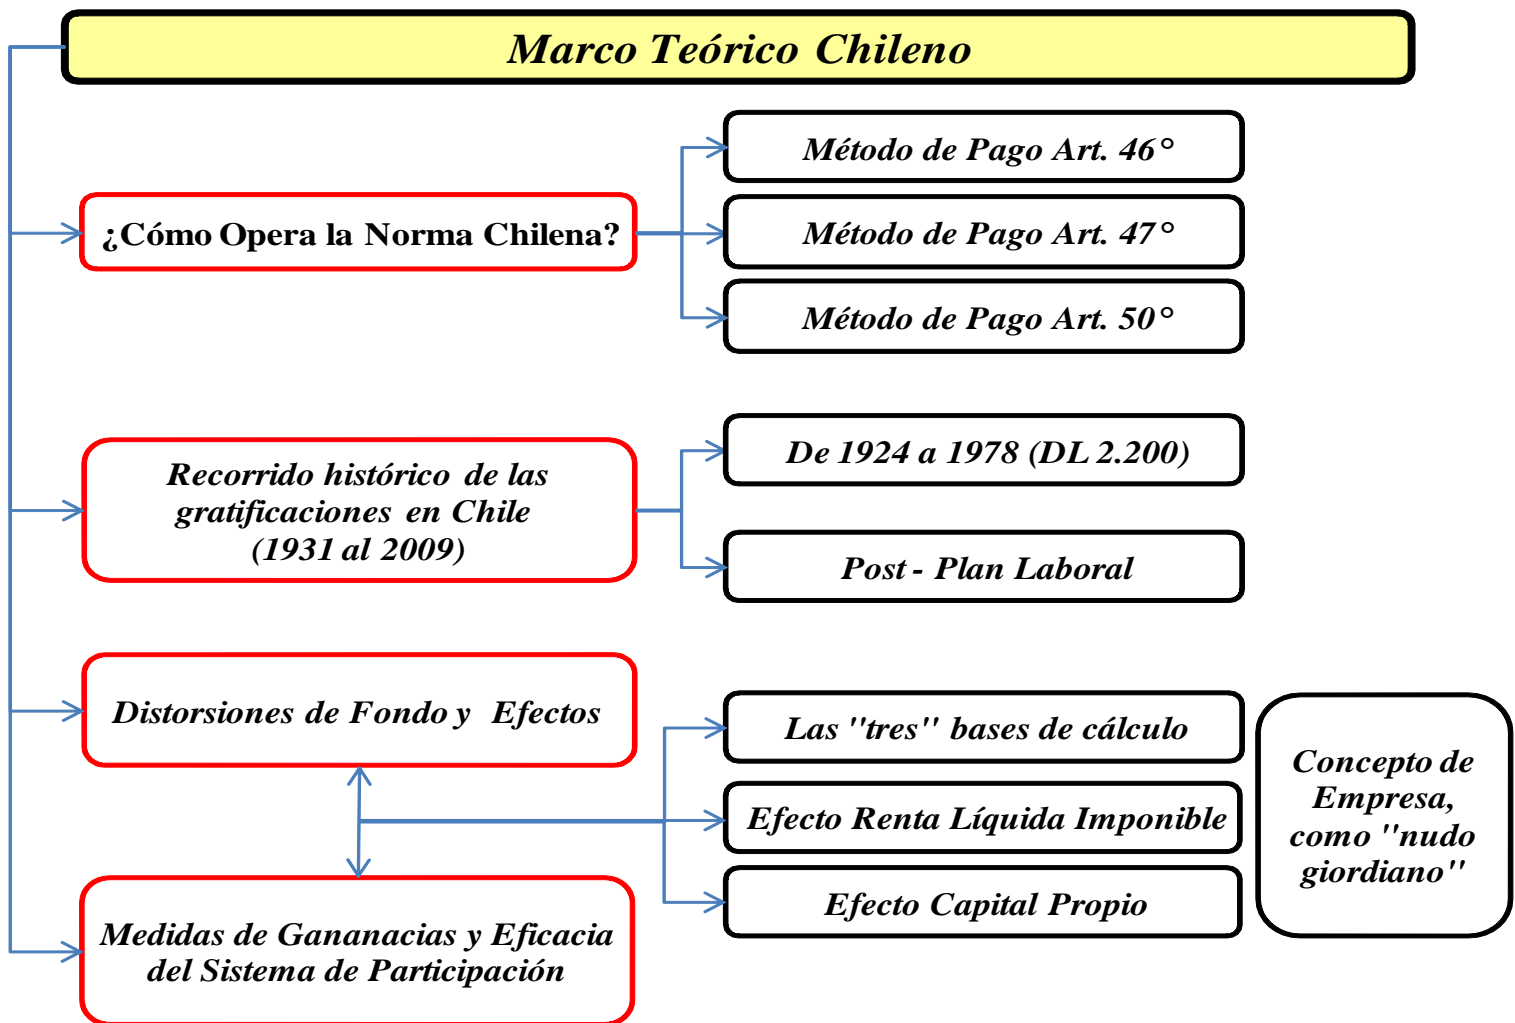 Marco Teórico Chileno
¿Cómo Opera la Norma Chilena?
Método de Pago Art. 46°
Método de Pago Art. 47°
Método de Pago Art. 50°
Recorrido histórico de las
gratificaciones en Chile
(1931 al 2009)
De 1924 a 1978 (DL 2.200)
Post - Plan Laboral
Distorsiones de Fondo y Efectos
Medidas de Gananacias y Eficacia
del Sistema de Participación
Las "tres" bases de cálculo
Efecto Renta Líquida Imponible
Efecto Capital Propio
Concepto de
Empresa,
como "nudo
giordiano"